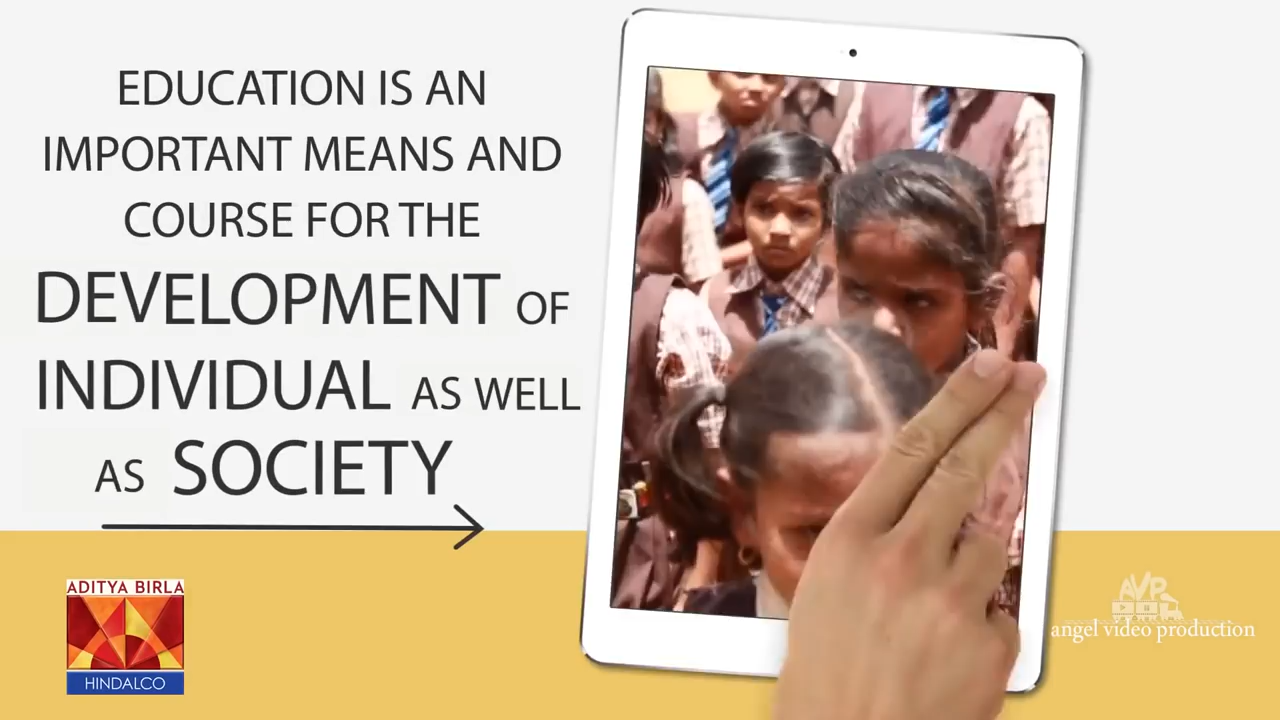 EDUCATION IS AN
IMPORTANT MEANS AND
COURSE FOR THE
DEVELOPMENT OF
INDIVIDUAL AS WELL
AS SOCIETY
ADITYA BIRLA
HINDALCO
AVP
angel video production